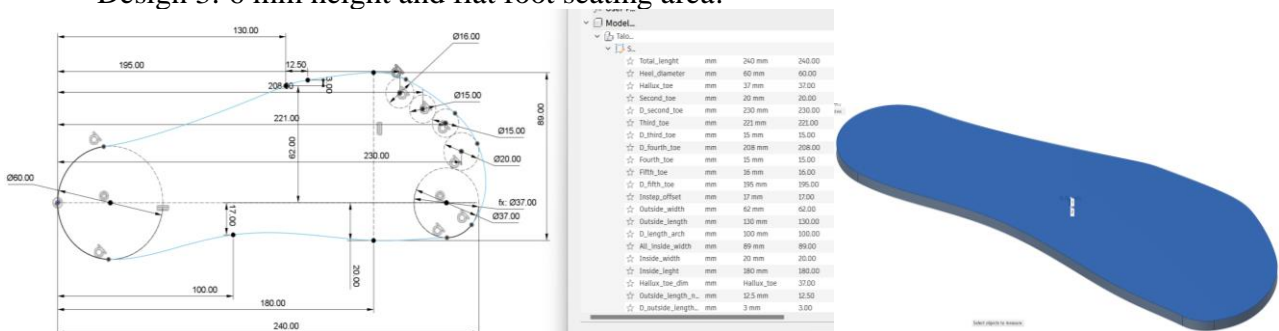 Design 3: 6 mm height and flat foot seating area.
130.00
Ø16.00
195.00
12.50
3.00
208.00
Ø15.00
221.00
Ø15.00
89.00
62.00
230.00
Ø20.00
Ø60.00
fx: Ø37.00
Ø37.00
17.00
20.00
100.00
180.00
240.00
Model...
Talo...
S...
Total_lenght mm 240 mm 240.00
Heel_diameter mm 60 mm 60.00
Hallux_toe mm 37 mm 37.00
Second_toe mm 20 mm 20.00
D_second_toe mm 230 mm 230.00
Third_toe mm 221 mm 221.00
D_third_toe mm 15 mm 15.00
D_fourth_toe mm 208 mm 208.00
Fourth_toe mm 15 mm 15.00
Fifth_toe mm 16 mm 16.00
D_fifth_toe mm 195 mm 195.00
Instep_offset mm 17 mm 17.00
Outside_width mm 62 mm 62.00
Outside_length mm 130 mm 130.00
D_length_arch mm 100 mm 100.00
All_inside_width mm 89 mm 89.00
Inside_width mm 20 mm 20.00
Inside_leght mm 180 mm 180.00
Hallux_toe_dim mm Hallux_toe 37.00
Outside_length_n... mm 12.5 mm 12.50
D_outside_length... mm 3 mm 3.00
Select objects to measure